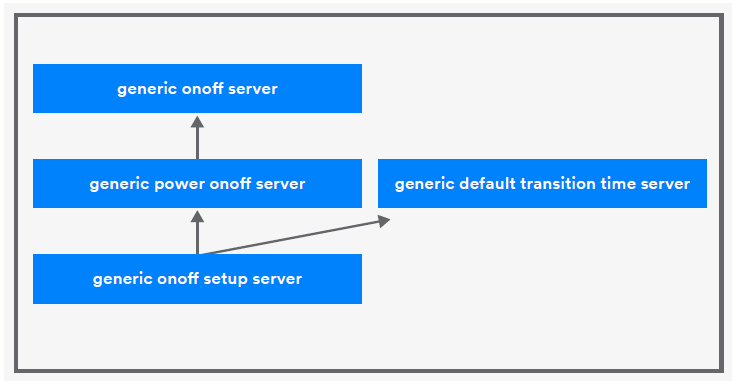 generic onoff server
generic power onoff server
generic default transition time server
generic onoff setup server